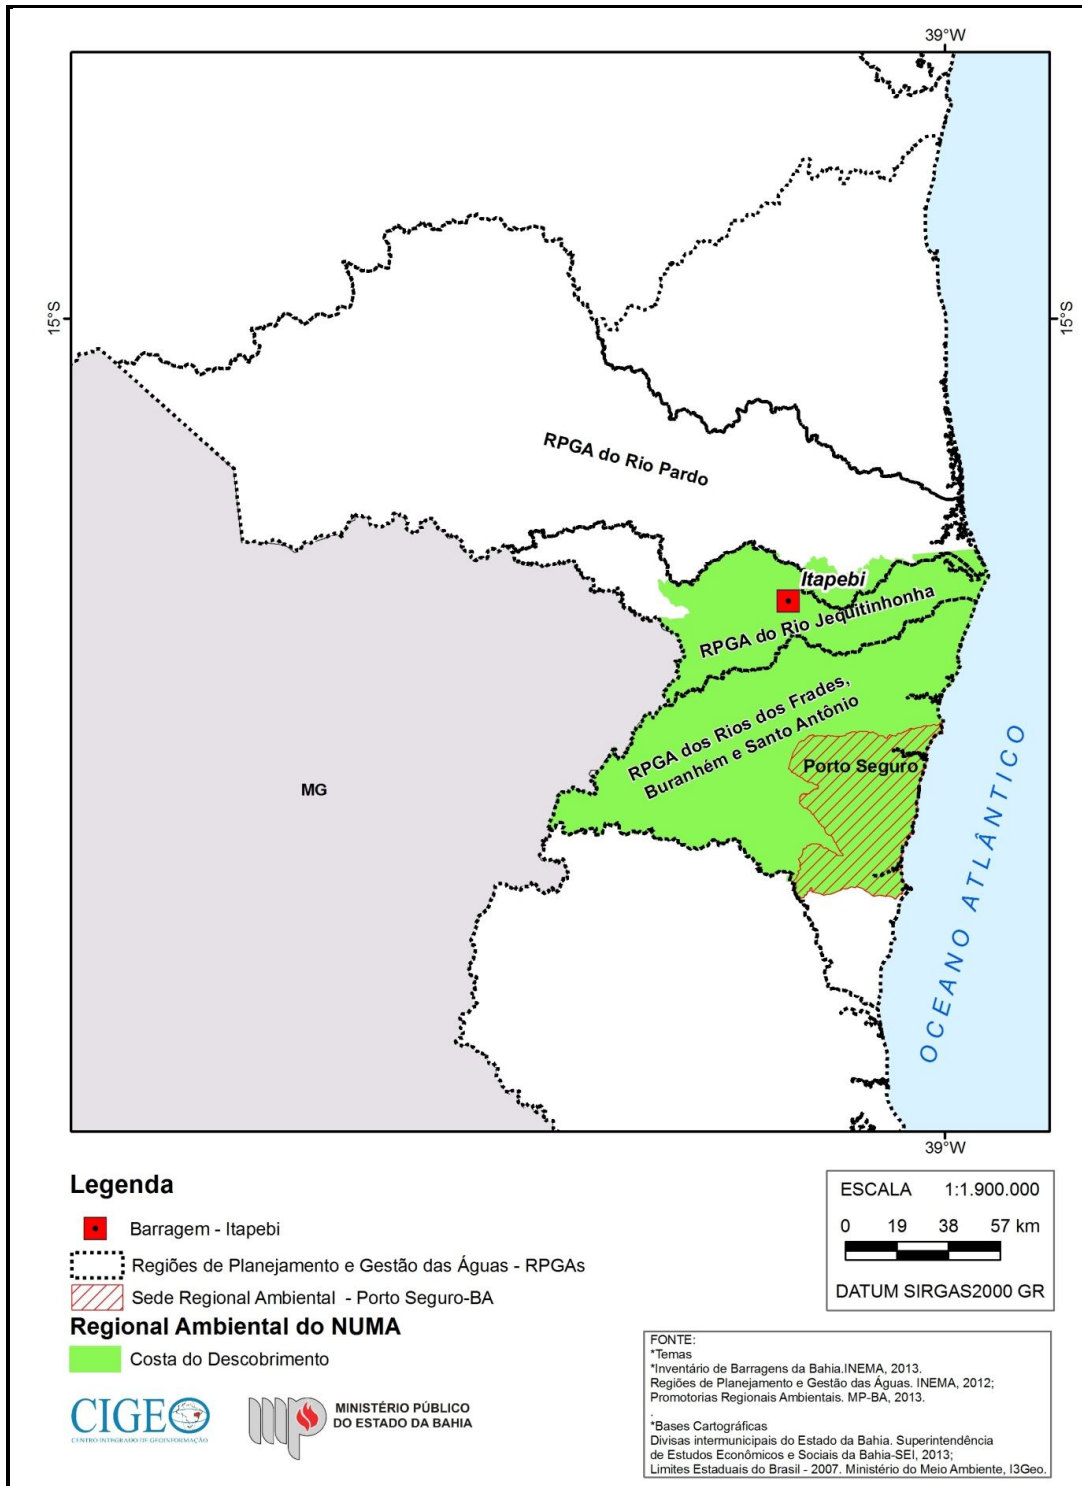 39°W
15°S
15°S
RPGA do Rio Pardo
Itapebi
RPGA do Rio Jequitinhonha
RPGA dos Rios dos Frades,
Buranhém e Santo Antônio
Porto Seguro
MG
OCEANO ATLÂNTICO
39°W
Legenda
Barragem - Itapebi
Regiões de Planejamento e Gestão das Águas - RPGAs
Sede Regional Ambiental - Porto Seguro-BA
Regional Ambiental do NUMA
Costa do Descobrimento
ESCALA 1:1.900.000
0 19 38 57 km
DATUM SIRGAS2000 GR
CIGEO
CENTRO INTEGRADO DE GEOINFORMAÇÃO
mp
MINISTÉRIO PÚBLICO
DO ESTADO DA BAHIA
FONTE:
*Temas
*Inventário de Barragens da Bahia.INEMA, 2013.
Regiões de Planejamento e Gestão das Águas. INEMA, 2012;
Promotorias Regionais Ambientais. MP-BA, 2013.
.
*Bases Cartográficas
Divisas intermunicipais do Estado da Bahia. Superintendência
de Estudos Econômicos e Sociais da Bahia-SEI, 2013;
Limites Estaduais do Brasil - 2007. Ministério do Meio Ambiente, I3Geo.